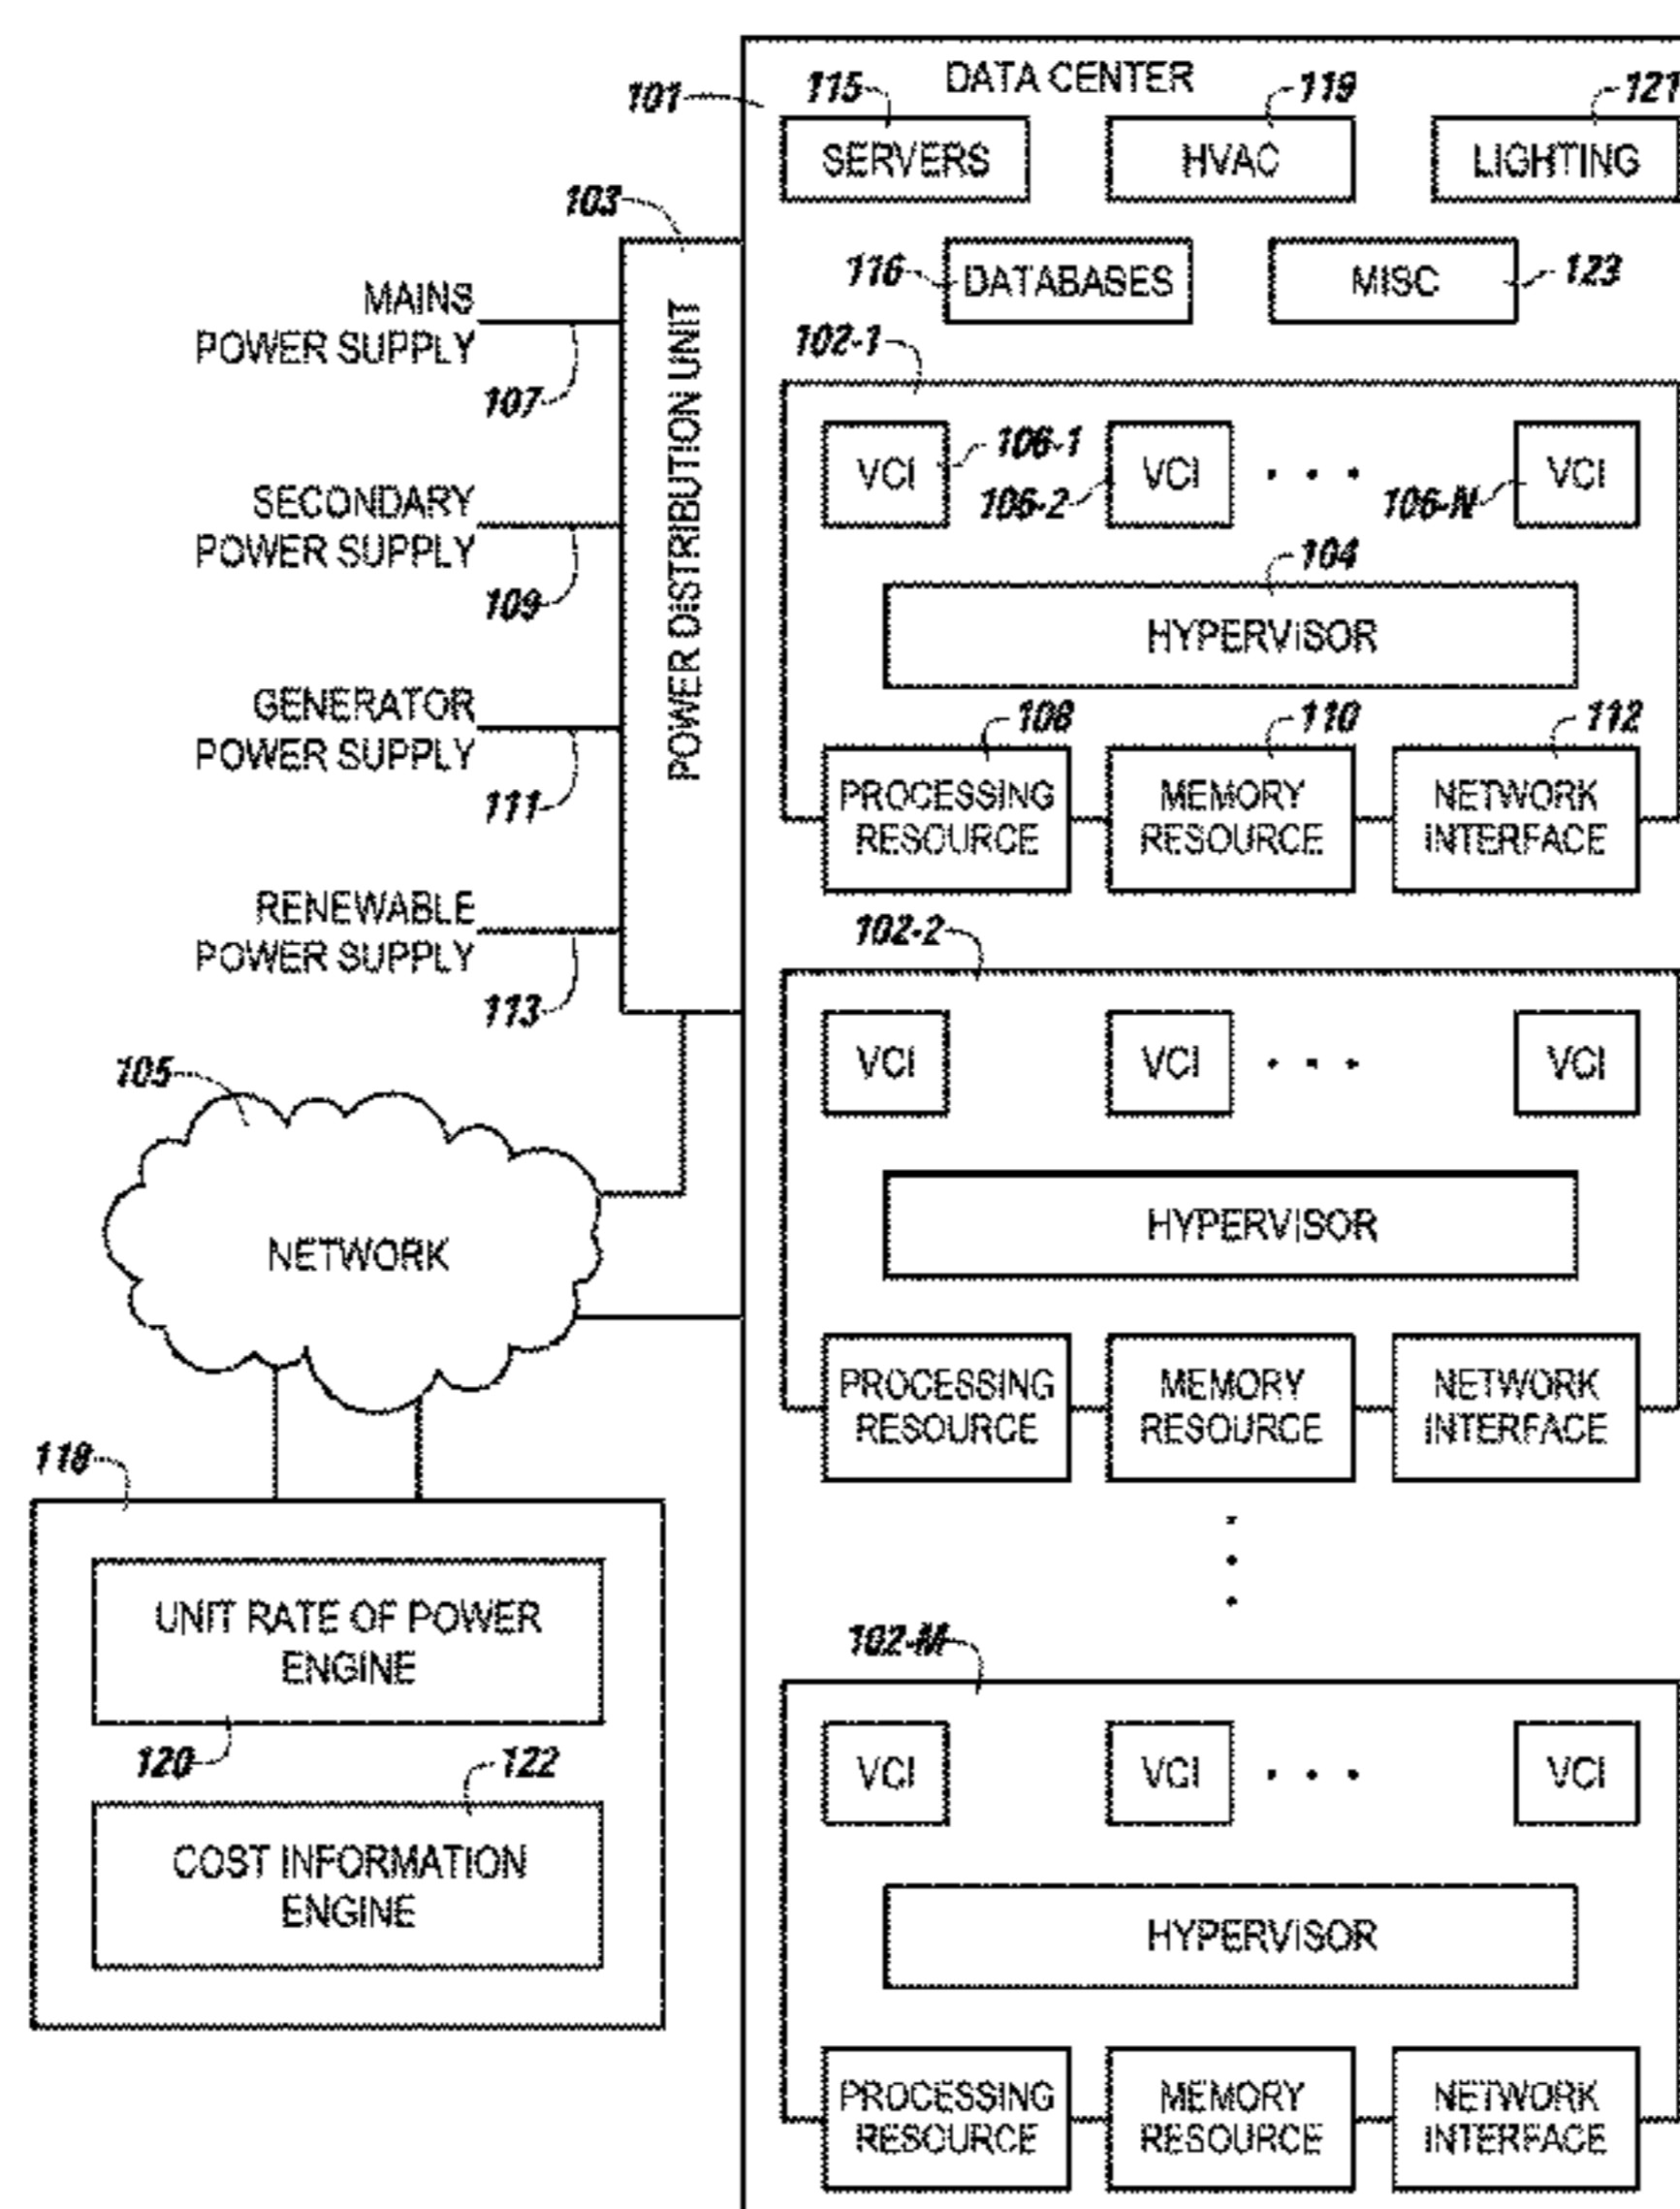 DATA CENTER
101
115
119
121
SERVERS
HVAC
LIGHTING
103
116
DATABASES
MISC
123
MAINS
POWER SUPPLY
107
SECONDARY
POWER SUPPLY
109
GENERATOR
POWER SUPPLY
111
RENEWABLE
POWER SUPPLY
113
POWER DISTRIBUTION UNIT
102-1
VCI
106-1
106-2
VCI
. . .
106-N
VCI
104
HYPERVISOR
108
110
112
PROCESSING
RESOURCE
MEMORY
RESOURCE
NETWORK
INTERFACE
102-2
VCI
VCI
. . .
VCI
HYPERVISOR
PROCESSING
RESOURCE
MEMORY
RESOURCE
NETWORK
INTERFACE
105
NETWORK
118
UNIT RATE OF POWER
ENGINE
120
122
COST INFORMATION
ENGINE
102-M
VCI
VCI
. . .
VCI
HYPERVISOR
PROCESSING
RESOURCE
MEMORY
RESOURCE
NETWORK
INTERFACE